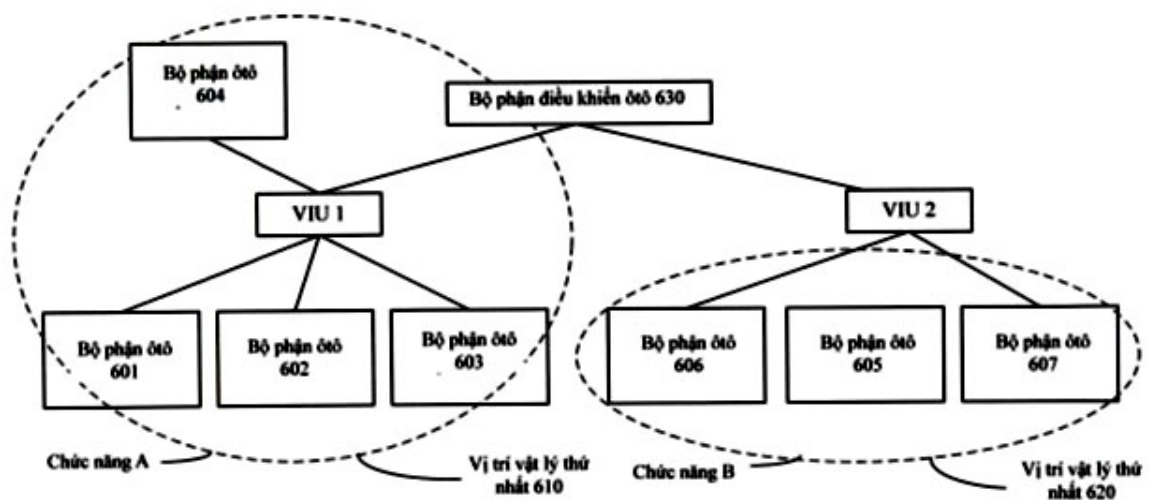 Bộ phận ôtô
604
Bộ phận điều khiển ôtô 630
VIU 1
VIU 2
Bộ phận ôtô
601
Bộ phận ôtô
602
Bộ phận ôtô
603
Bộ phận ôtô
606
Bộ phận ôtô
605
Bộ phận ôtô
607
Chức năng A
Vị trí vật lý thứ
nhất 610
Chức năng B
Vị trí vật lý thứ
nhất 620